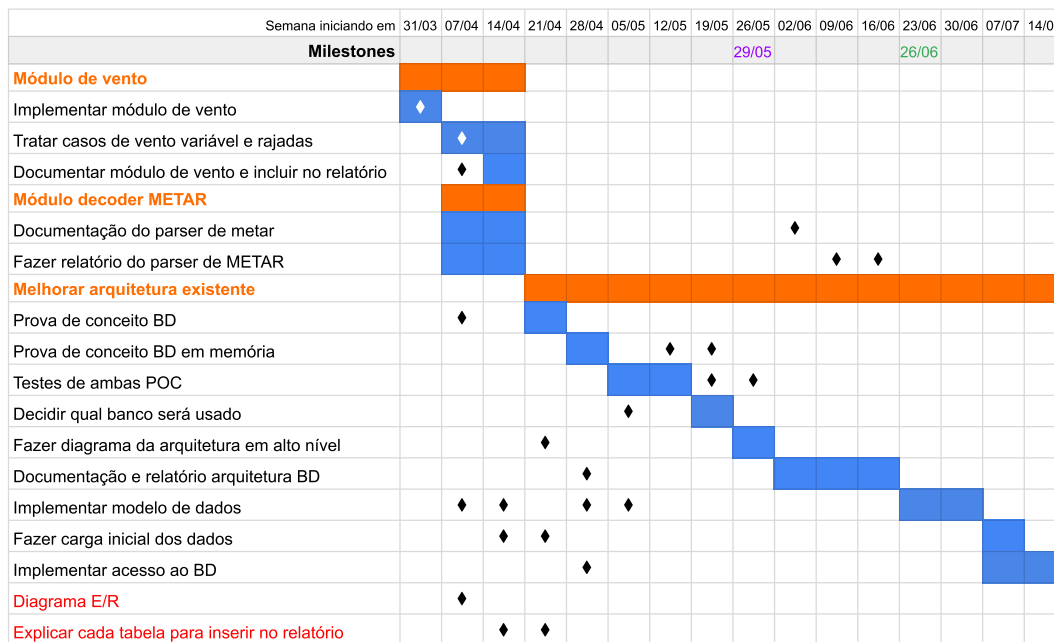 Semana iniciando em 31/03 07/04 14/04 21/04 28/04 05/05 12/05 19/05 26/05 02/06 09/06 16/06 23/06 30/06 07/07 14/0
Milestones 29/05 26/06
Módulo de vento
Implementar módulo de vento
Tratar casos de vento variável e rajadas
Documentar módulo de vento e incluir no relatório
Módulo decoder METAR
Documentação do parser de metar
Fazer relatório do parser de METAR
Melhorar arquitetura existente
Prova de conceito BD
Prova de conceito BD em memória
Testes de ambas POC
Decidir qual banco será usado
Fazer diagrama da arquitetura em alto nível
Documentação e relatório arquitetura BD
Implementar modelo de dados
Fazer carga inicial dos dados
Implementar acesso ao BD
Diagrama E/R
Explicar cada tabela para inserir no relatório